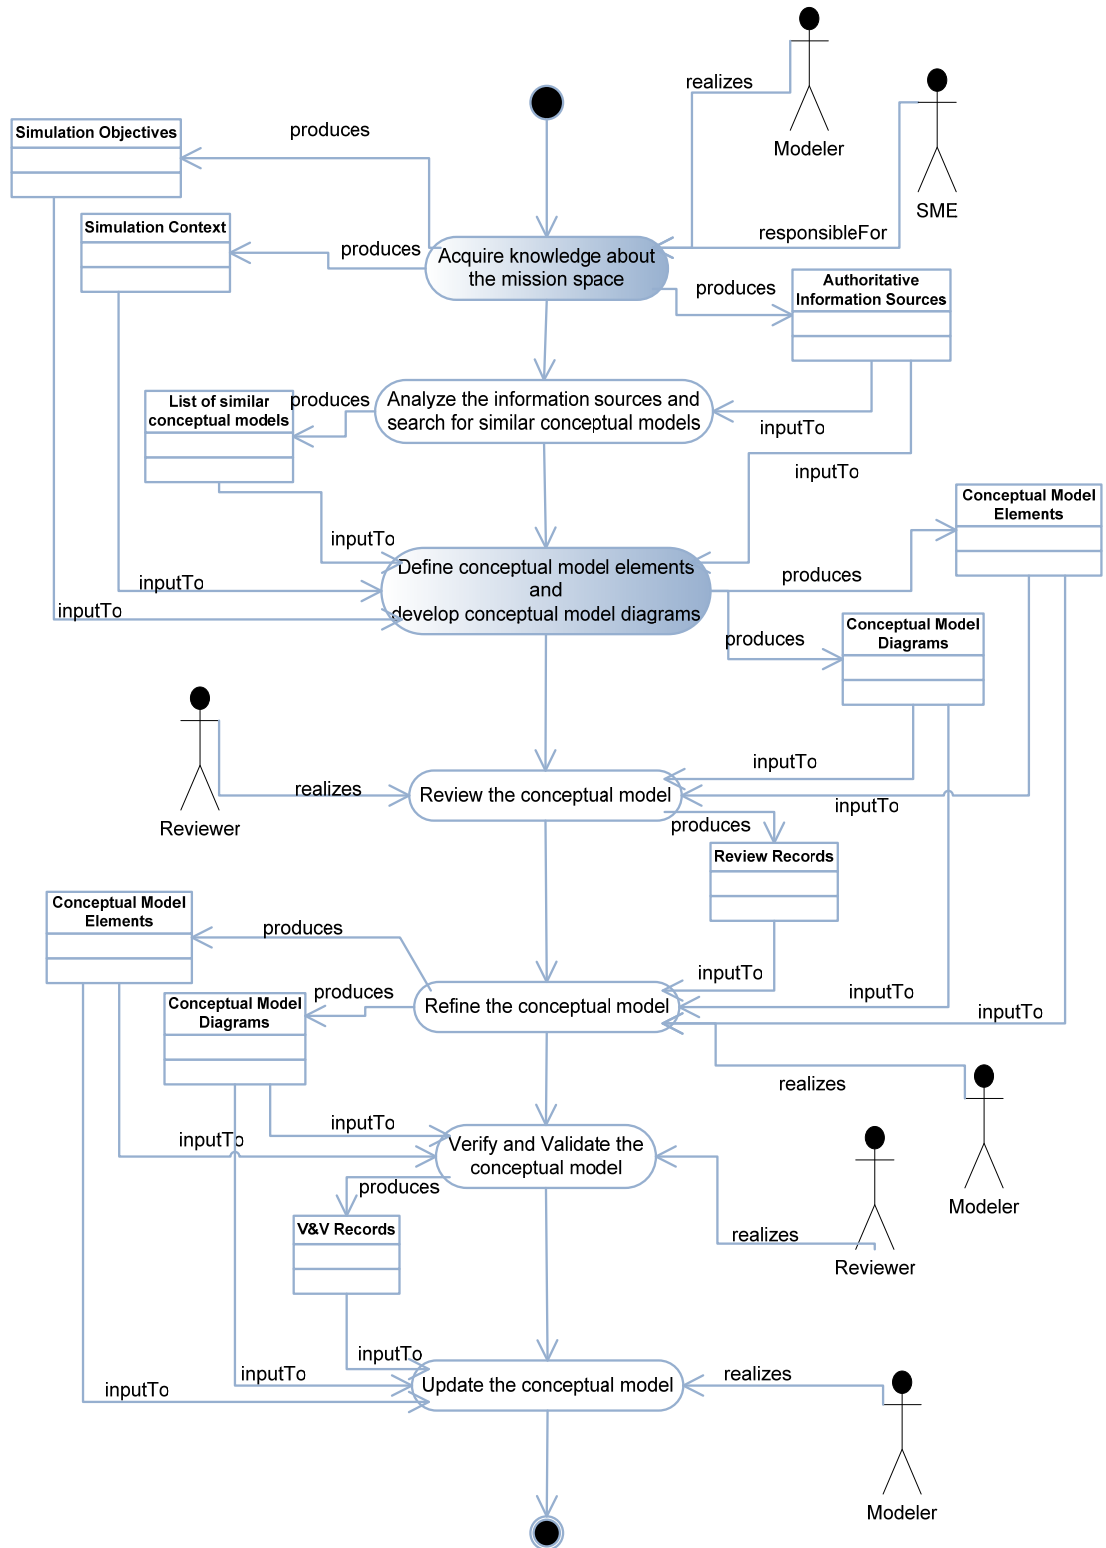 realizes
Modeler
SME
Simulation Objectives
produces
responsibleFor
Simulation Context
produces
Acquire knowledge about
the mission space
produces
Authoritative
Information Sources
List of similar
conceptual models
produces
Analyze the information sources and
search for similar conceptual models
inputTo
inputTo
Conceptual Model
Elements
inputTo
Define conceptual model elements
and
develop conceptual model diagrams
produces
inputTo
inputTo
Conceptual Model
Diagrams
produces
Reviewer
realizes
Review the conceptual model
inputTo
inputTo
produces
Review Records
Conceptual Model
Elements
produces
inputTo
Conceptual Model
Diagrams
produces
Refine the conceptual model
inputTo
inputTo
realizes
Modeler
inputTo
inputTo
Verify and Validate the
conceptual model
produces
V&V Records
realizes
Reviewer
inputTo
inputTo
inputTo
Update the conceptual model
realizes
Modeler